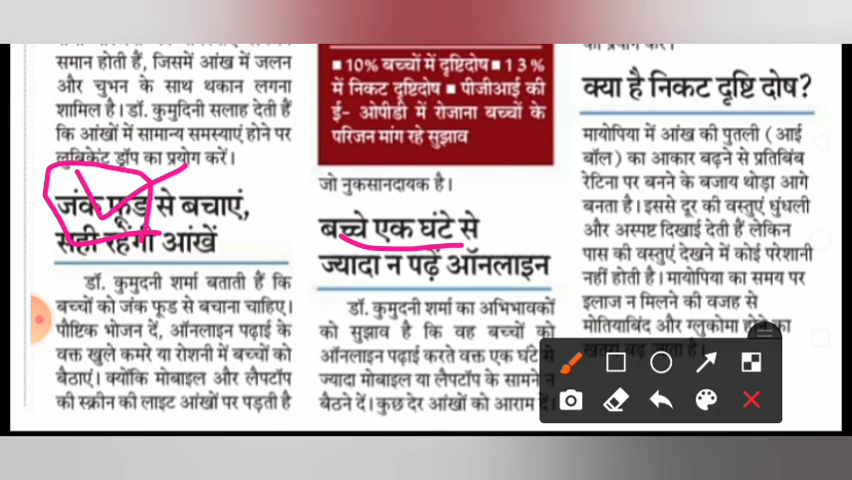 समान होती हैं, जिसमें आंख में जलन
और चुभन के साथ थकान लगना
शामिल है। डॉ. कुमुदिनी सलाह देती हैं
कि आंखों में सामान्य समस्याएं होने पर
लुब्रिकेंट ड्रॉप का प्रयोग करें।
जंक फूड से बचाएं,
सही रहेंगी आंखें
डॉ. कुमुदनी शर्मा बताती हैं कि
बच्चों को जंक फूड से बचाना चाहिए।
पौष्टिक भोजन दें, ऑनलाइन पढ़ाई के
वक्त खुले कमरे या रोशनी में बच्चों को
बैठाएं। क्योंकि मोबाइल और लैपटॉप
की स्क्रीन की लाइट आंखों पर पड़ती है
■ 10% बच्चों में दृष्टिदोष ■ 13%
में निकट दृष्टिदोष ■ पीजीआई की
ई- ओपीडी में रोजाना बच्चों के
परिजन मांग रहे सुझाव
जो नुकसानदायक है।
बच्चे एक घंटे से
ज्यादा न पढ़ें ऑनलाइन
डॉ. कुमुदनी शर्मा का अभिभावकों
को सुझाव है कि वह बच्चों को
ऑनलाइन पढ़ाई करते वक्त एक घंटे से
ज्यादा मोबाइल या लैपटॉप के सामने न
बैठने दें। कुछ देर आंखों को आराम दें।
क्या है निकट दृष्टि दोष?
मायोपिया में आंख की पुतली (आई
बॉल) का आकार बढ़ने से प्रतिबिंब
रेटिना पर बनने के बजाय थोड़ा आगे
बनता है। इससे दूर की वस्तुएं धुंधली
और अस्पष्ट दिखाई देती हैं लेकिन
पास की वस्तुएं देखने में कोई परेशानी
नहीं होती है। मायोपिया का समय पर
इलाज न मिलने की वजह से
मोतियाबिंद और ग्लुकोमा होने का
खतरा बढ़ जाता है।